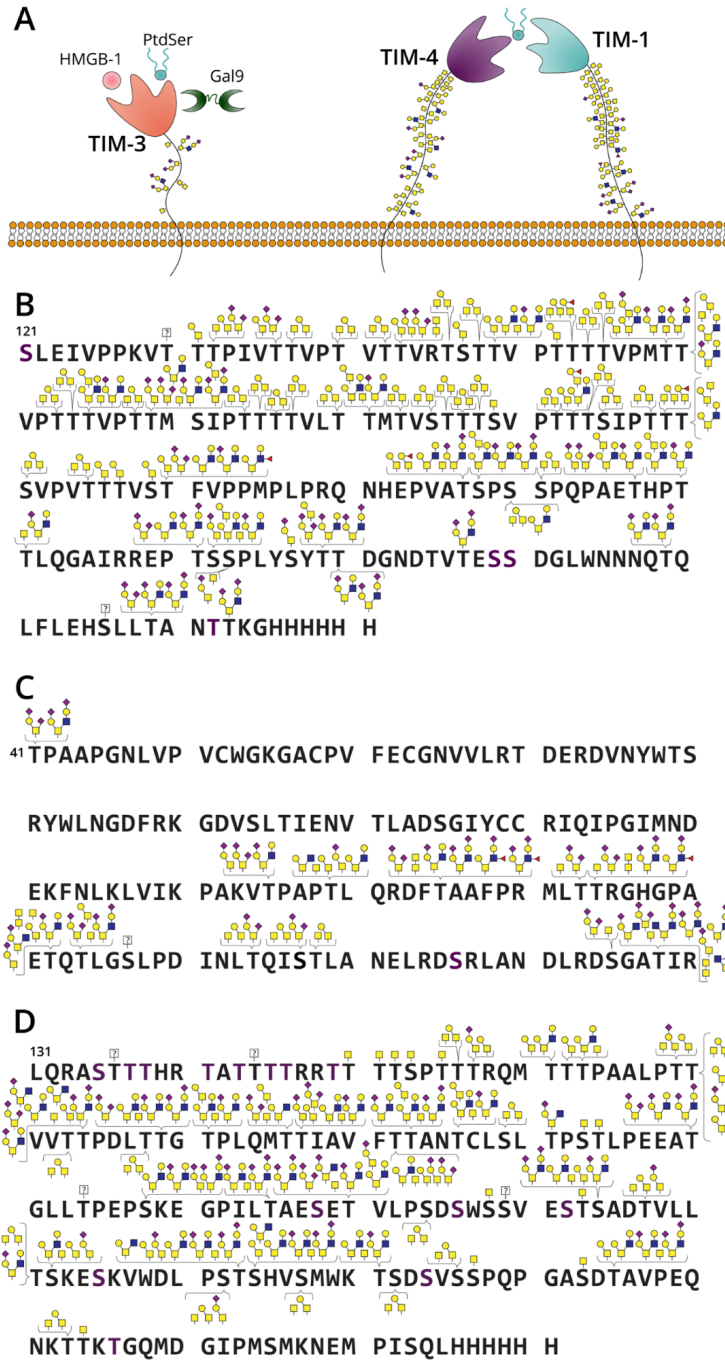 A
HMGB-1
PtdSer
Gal9
TIM-3
TIM-4
TIM-1
B
121
?
SLEIVPPKVT TTPIVTTVPT VTTVRTSTTV PTTTTVPMTT
VPTTTVPTTM SIPTTTTVLT TMTVSTTTSV PTTTSIPTTT
SVPVTTTVST FVPPMPLPRQ NHEPVATSPS SPQPAETHPT
TLQGAIRREP TSSPLYSYTT DGNDTVTESS DGLWNNNQTQ
?
LFLEHSLLTA NTTKGHHHHH H
C
41 TPAAPGNLVP VCWGKGACPV FECGNVVLRT DERDVNYWTS
RYWLNGDFRK GDVSLTIENV TLADSGIYCC RIQIPGIMND
EKFNLKLVIK PAKVTPAPTL QRDFTAAFPR MLTTRGHGPA
?
ETQTLGSLPD INLTQISTLA NELRDSRLAN DLRDSGATIR
D
131
? ?
LQRASTTTHR TATTTTRRTT TTSPTTTRQM TTTPAALPTT
VVTTPDLTTG TPLQMTTIAV FTTANTCLSL TPSTLPEEAT
? ?
GLLTPEPSKE GPILTAESET VLPSDSWSSV ESTSADTVLL
TSKESKVWDL PSTSHVSMWK TSDSVSSPQP GASDTAVPEQ
NKTTKTGQMD GIPMSMKNEM PISQLHHHHH H